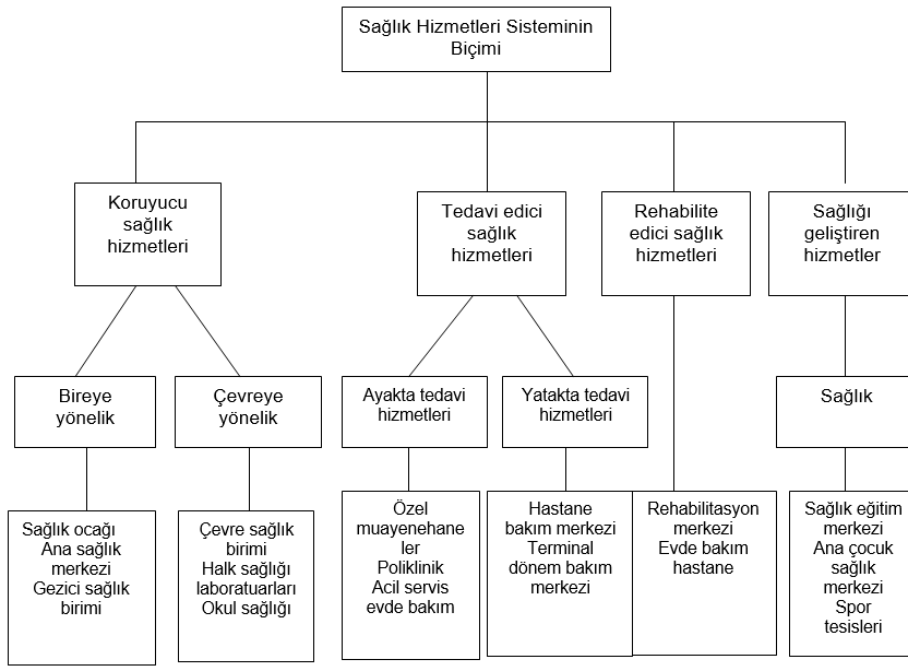 Sağlık Hizmetleri Sisteminin
Biçimi
Koruyucu
sağlık
hizmetleri
Tedavi edici
sağlık
hizmetleri
Rehabilite
edici sağlık
hizmetleri
Sağlığı
geliştiren
hizmetler
Bireye
yönelik
Çevreye
yönelik
Ayakta tedavi
hizmetleri
Yatakta tedavi
hizmetleri
Sağlık
Sağlık ocağı
Ana sağlık
merkezi
Gezici sağlık
birimi
Çevre sağlık
birimi
Halk sağlığı
laboratuarları
Okul sağlığı
Özel
muayenehane
ler
Poliklinik
Acil servis
evde bakım
Hastane
bakım merkezi
Terminal
dönem bakım
merkezi
Rehabilitasyon
merkezi
Evde bakım
hastane
Sağlık eğitim
merkezi
Ana çocuk
sağlık
merkezi
Spor
tesisleri